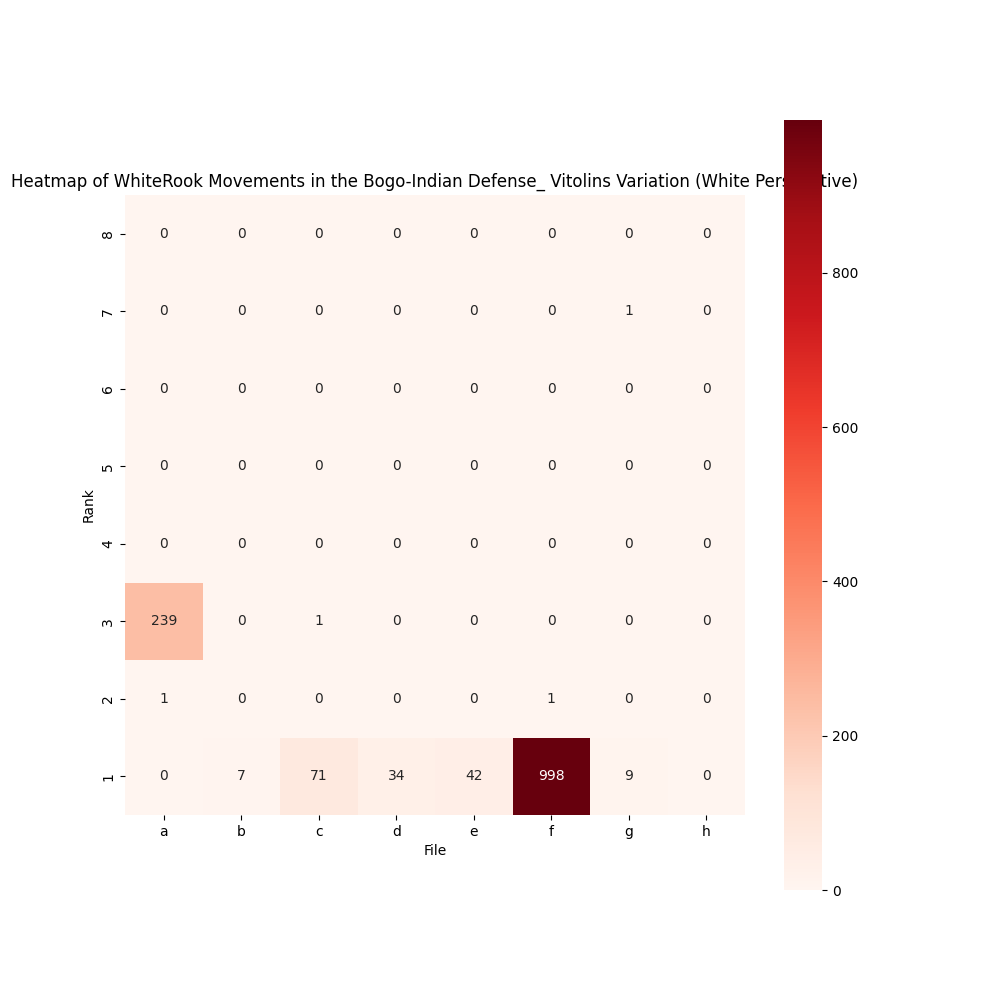 Heatmap of WhiteRook Movements in the Bogo-Indian Defense_ Vitolins Variation (White Pers tive)
8 0 0 0 0 0 0 0 0
7 0 0 0 0 0 0 1 0
6 0 0 0 0 0 0 0 0
5 0 0 0 0 0 0 0 0
4 0 0 0 0 0 0 0 0
3 239 0 1 0 0 0 0 0
2 1 0 0 0 0 1 0 0
1 0 7 71 34 42 998 9 0
a b c d e f g h
File
Rank
800
600
400
200
0